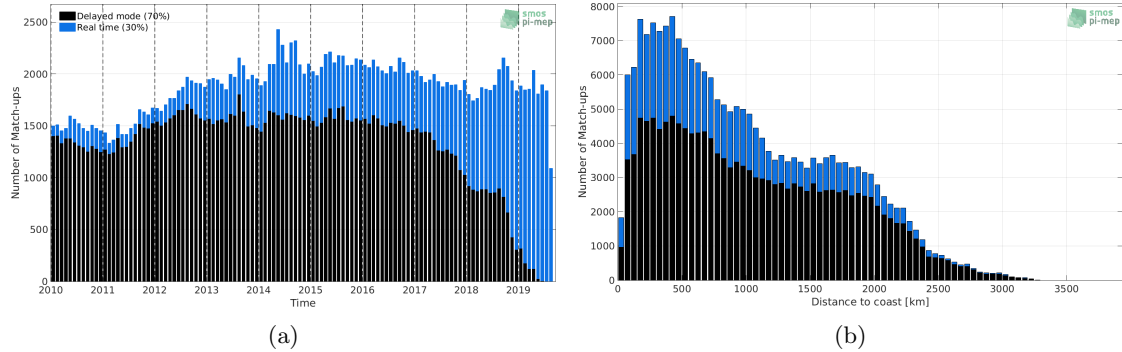 Delayed mode (70%)
Real time (30%)
smos
pi-mep
Number of Match-ups
2500
2000
1500
1000
500
0
2010 2011 2012 2013 2014 2015 2016 2017 2018 2019
Time
(a)
smos
pi-mep
Number of Match-ups
8000
7000
6000
5000
4000
3000
2000
1000
0
0 500 1000 1500 2000 2500 3000 3500
Distance to coast [km]
(b)